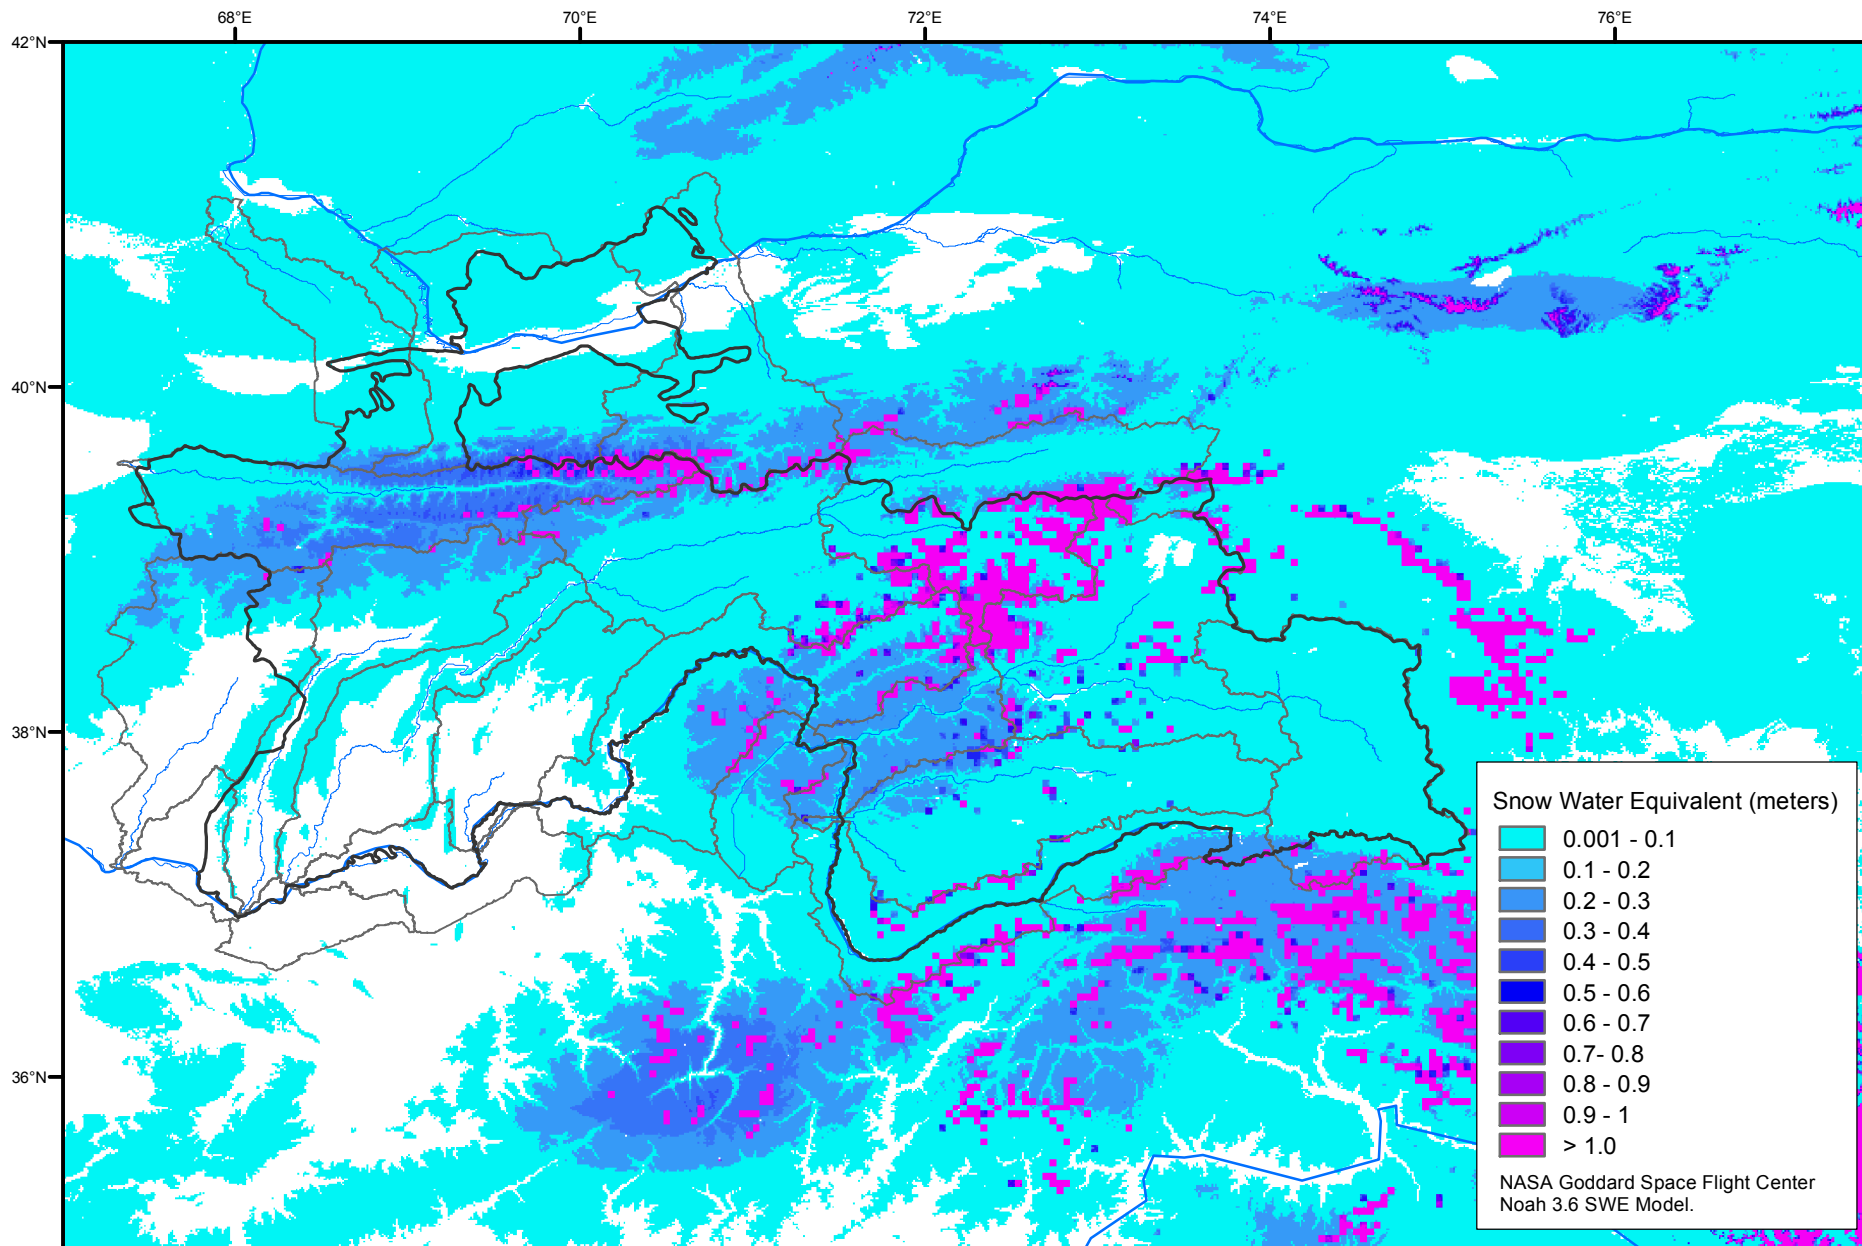 68°E
70°E
72°E
74°E
76°E
42°N
40°N
38°N
36°N
Snow Water Equivalent (meters)
0.001 - 0.1
0.1 - 0.2
0.2 - 0.3
0.3 - 0.4
0.4 - 0.5
0.5 - 0.6
0.6 - 0.7
0.7- 0.8
0.8 - 0.9
0.9 - 1
> 1.0
NASA Goddard Space Flight Center
Noah 3.6 SWE Model.